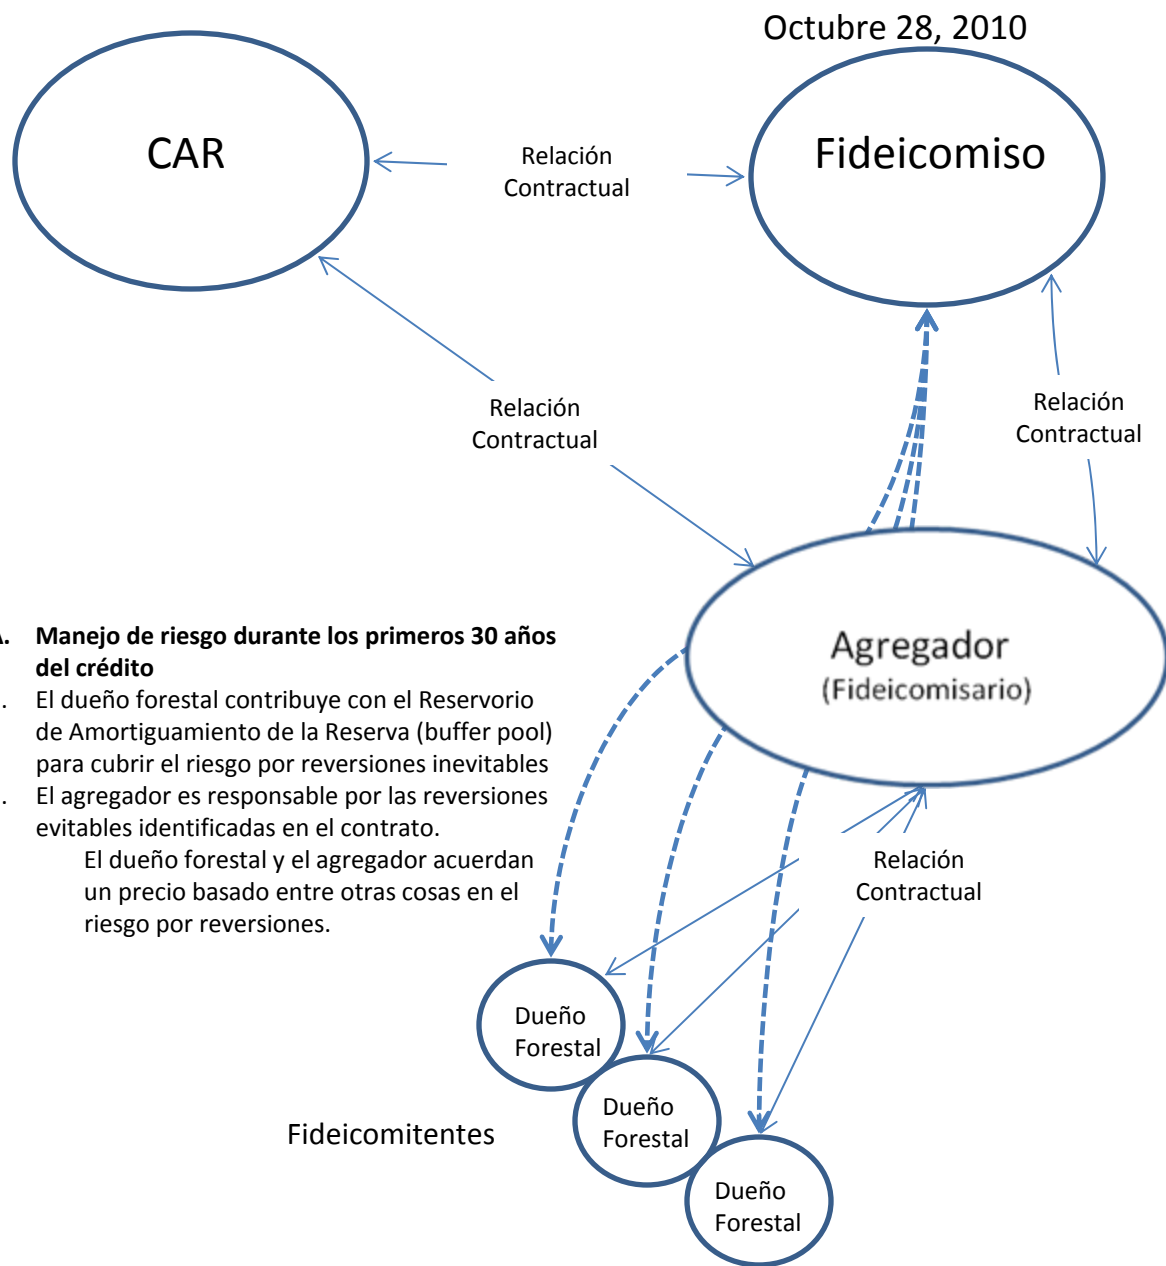 Octubre 28, 2010
CAR
Fideicomiso
Relación
Contractual
Relación
Contractual
Relación
Contractual
Agregador
(Fideicomisario)
. Manejo de riesgo durante los primeros 30 años
del crédito
. El dueño forestal contribuye con el Reservorio
de Amortiguamiento de la Reserva (buffer pool)
para cubrir el riesgo por reversiones inevitables
. El agregador es responsable por las reversiones
evitables identificadas en el contrato.
El dueño forestal y el agregador acuerdan
un precio basado entre otras cosas en el
riesgo por reversiones.
Relación
Contractual
Dueño
Forestal
Dueño
Forestal
Fideicomitentes
Dueño
Forestal